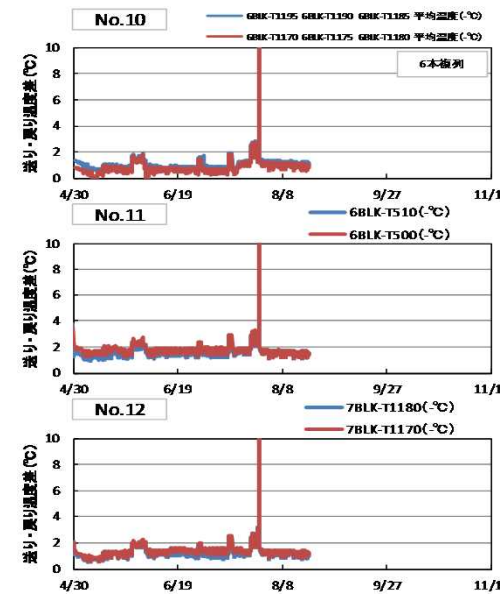 No.10
6BLK-T1195 6BLK-T1190 6BLK-T1185 平均温度(-℃)
6BLK-T1170 6BLK-T1175 6BLK-T1180 平均温度(-℃)
6本複列
送り・戻り温度差(℃)
10
8
6
4
2
0
4/30 6/19 8/8 9/27 11/1
No.11
6BLK-T510(-℃)
6BLK-T500(-℃)
送り・戻り温度差(℃)
10
8
6
4
2
0
4/30 6/19 8/8 9/27 11/1
No.12
7BLK-T1180(-℃)
7BLK-T1170(-℃)
送り・戻り温度差(℃)
10
8
6
4
2
0
4/30 6/19 8/8 9/27 11/1